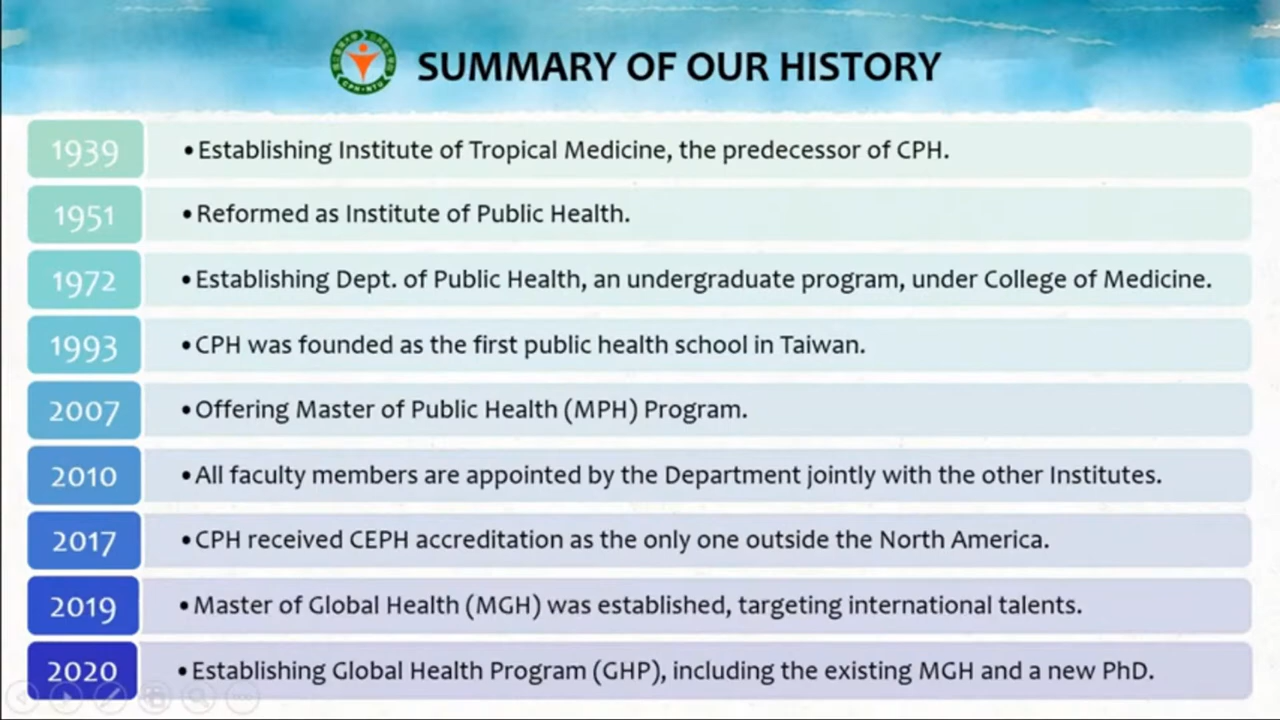 SUMMARY OF OUR HISTORY
1939
•Establishing Institute of Tropical Medicine, the predecessor of CPH.
1951
•Reformed as Institute of Public Health.
1972
•Establishing Dept. of Public Health, an undergraduate program, under College of Medicine.
1993
•CPH was founded as the first public health school in Taiwan.
2007
•Offering Master of Public Health (MPH) Program.
2010
•All faculty members are appointed by the Department jointly with the other Institutes.
2017
•CPH received CEPH accreditation as the only one outside the North America.
2019
•Master of Global Health (MGH) was established, targeting international talents.
2020
•Establishing Global Health Program (GHP), including the existing MGH and a new PhD.